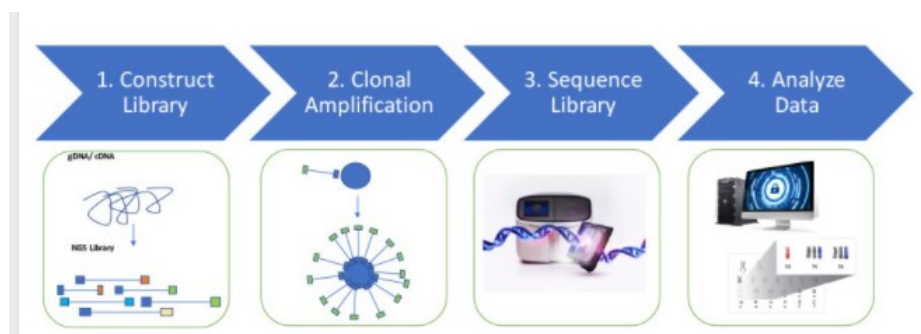 1. Construct
Library
2. Clonal
Amplification
3. Sequence
Library
4. Analyze
Data
gDNA/ cDNA
NGS Library